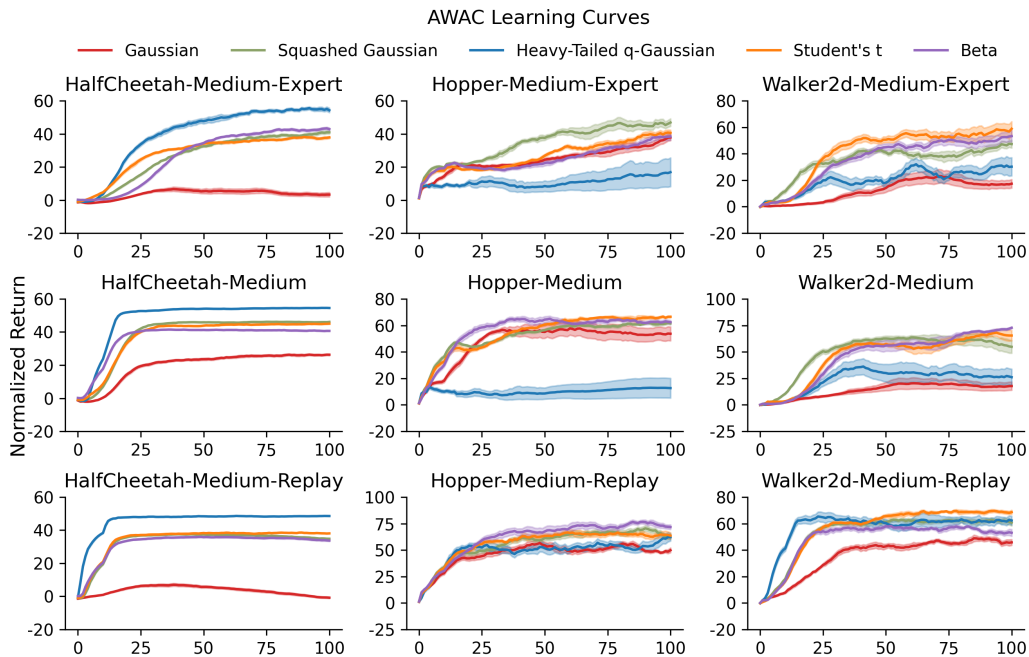 AWAC Learning Curves
Gaussian Squashed Gaussian Heavy-Tailed q-Gaussian Student's t Beta
HalfCheetah-Medium-Expert Hopper-Medium-Expert Walker2d-Medium-Expert
60 60 80
40 40 60
20 20 40
0 0 20
-20 -20 0
-20
0 25 50 75 100 0 25 50 75 100 0 25 50 75 100
Normalized Return
HalfCheetah-Medium Hopper-Medium Walker2d-Medium
60 80 100
40 60 75
20 40 50
0 20 25
-20 0 0
-20 -25
0 25 50 75 100 0 25 50 75 100 0 25 50 75 100
HalfCheetah-Medium-Replay Hopper-Medium-Replay Walker2d-Medium-Replay
60 100 80
40 75 60
20 50 40
0 25 20
-20 0 0
-25 -20
0 25 50 75 100 0 25 50 75 100 0 25 50 75 100